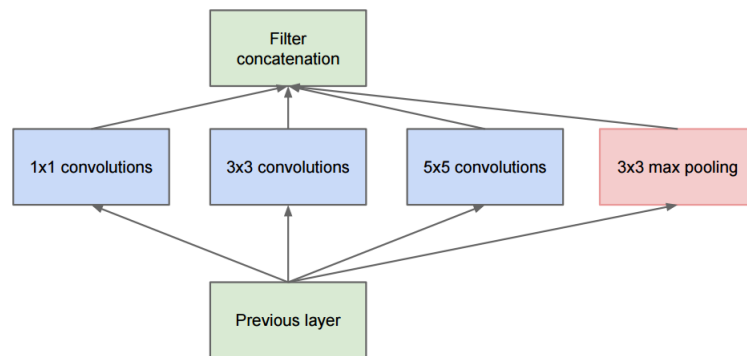 Filter
concatenation
1x1 convolutions
3x3 convolutions
5x5 convolutions
3x3 max pooling
Previous layer